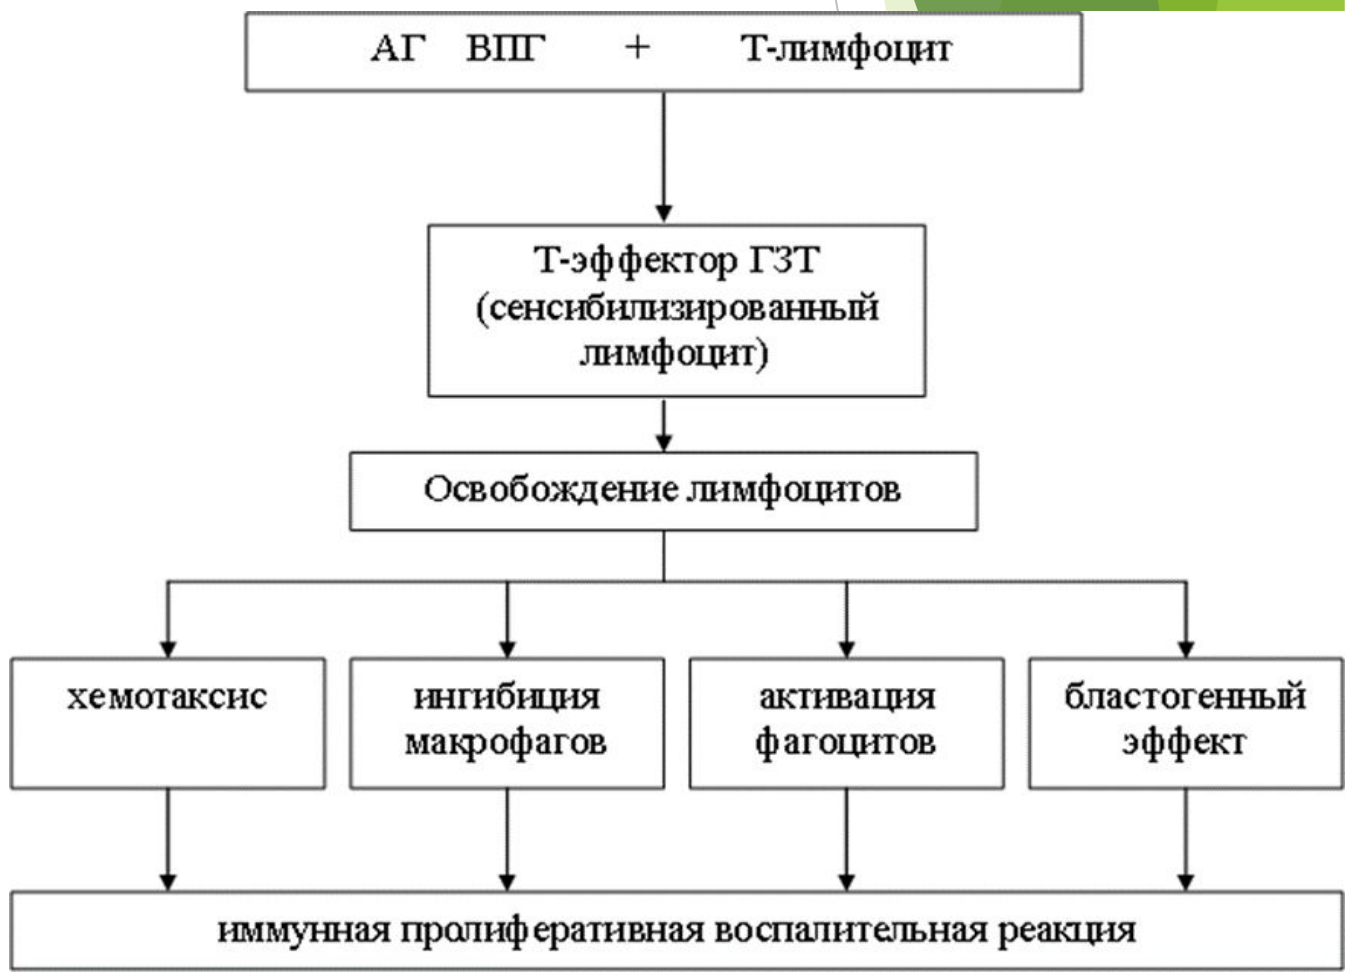 АГ ВПГ + Т-лимфоцит
Т-эффектор ГЗТ
(сенсибилизированный
лимфоцит)
Освобождение лимфоцитов
хемотаксис
ингибиция
макрофагов
активация
фагоцитов
бластогенный
эффект
иммунная пролиферативная воспалительная реакция